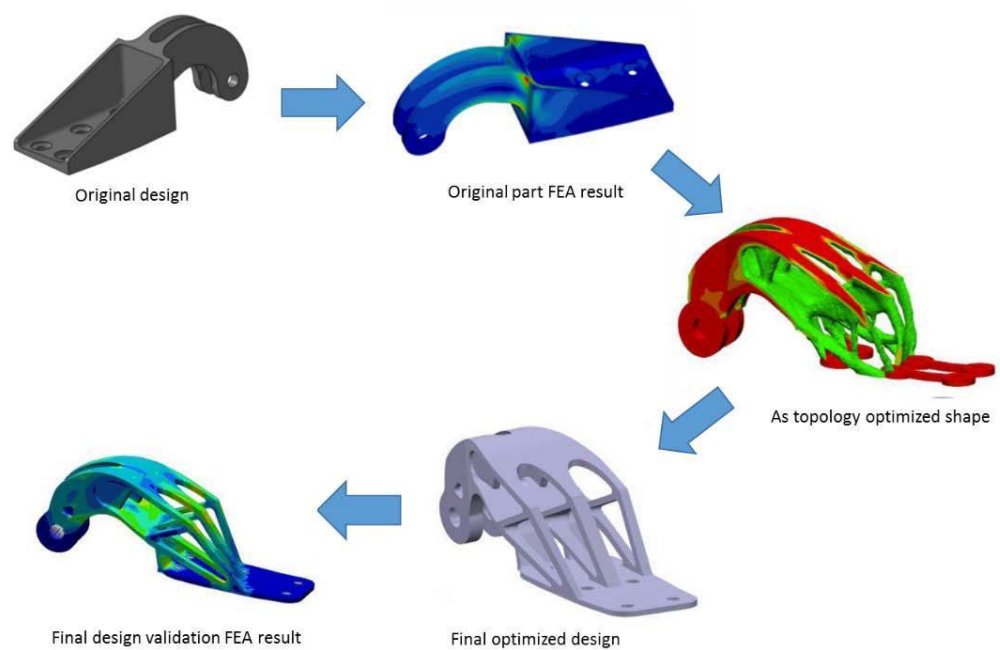 Original design
Original part FEA result
As topology optimized shape
Final optimized design
Final design validation FEA result